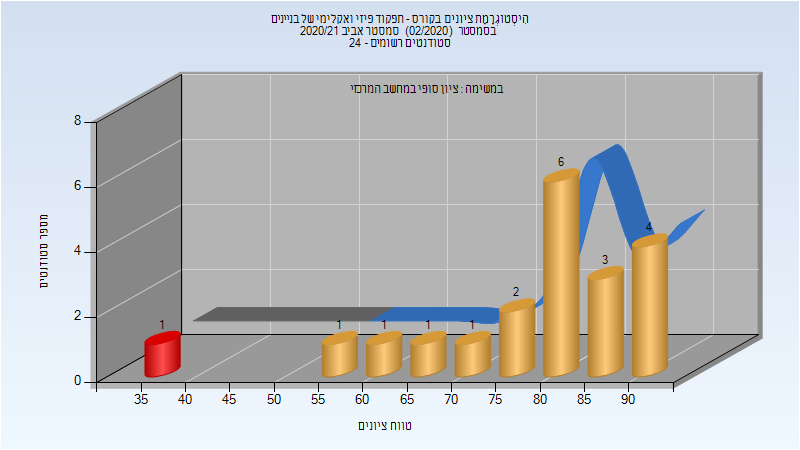 היסטוגרמת ציונים בקורס - תפקוד פיזי ואקלימי של בניינים
בסמסטר (02/2020) סמסטר אביב 2020/21
סטודנטים רשומים - 24
במשימה : ציון סופי במחשב המרכזי
מספר סטודנטים
8
6
4
2
0
1
1
1
1
1
2
6
3
4
35 40 45 50 55 60 65 70 75 80 85 90
טווח ציונים